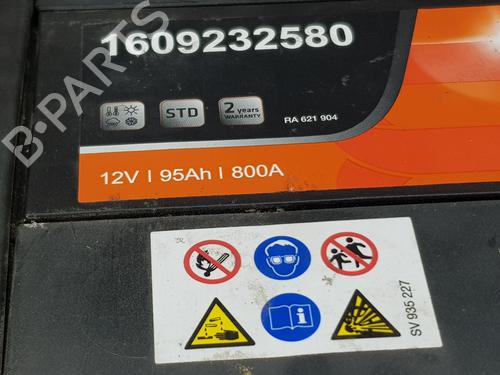 1609232580
STD
2 years
WARRANTY
RA 621 904
12V | 95Ah | 800A
B-PARTS
SV 935 227